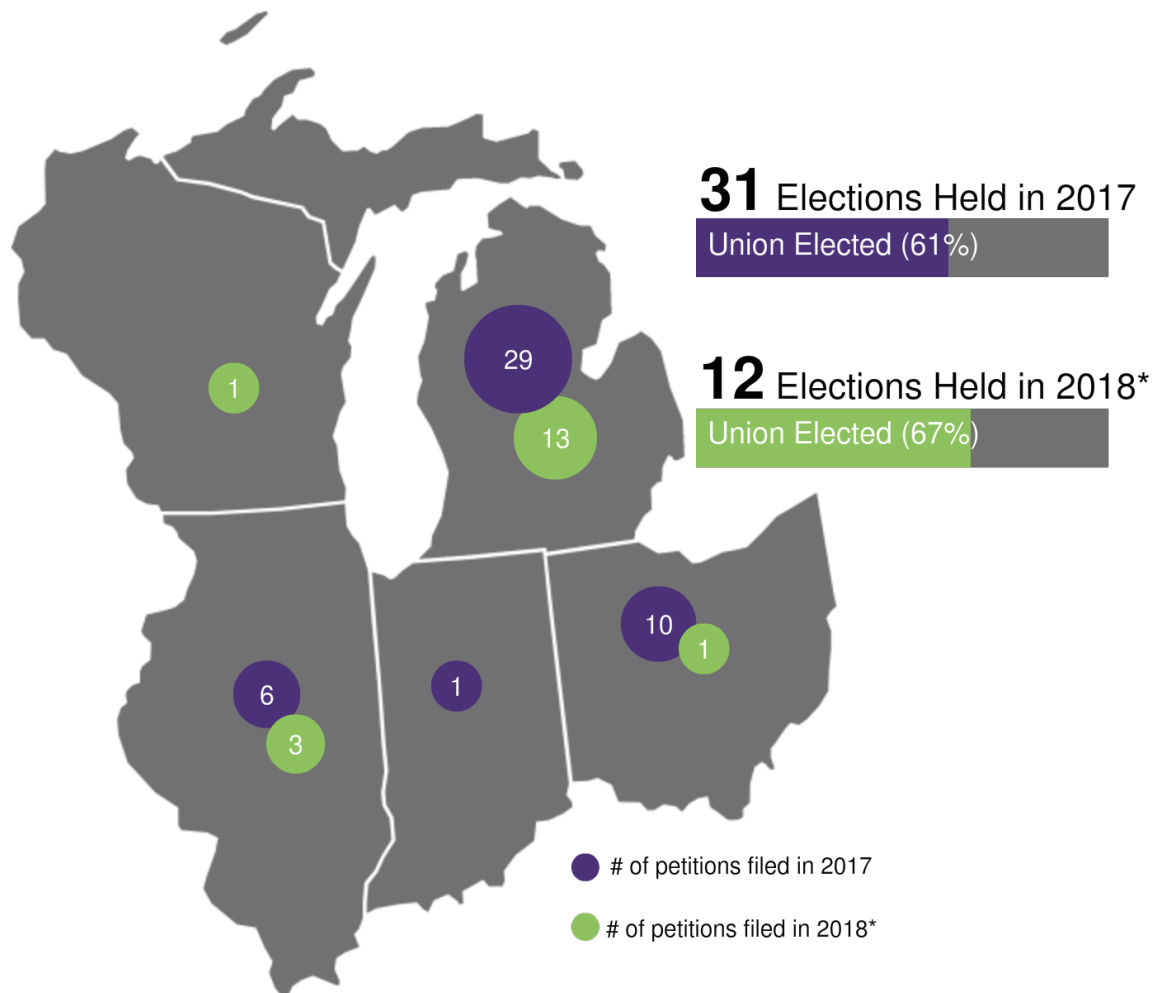 31 Elections Held in 2017
Union Elected (61%)
29
12 Elections Held in 2018*
Union Elected (67%)
1
13
10
1
6
1
3
# of petitions filed in 2017
# of petitions filed in 2018*